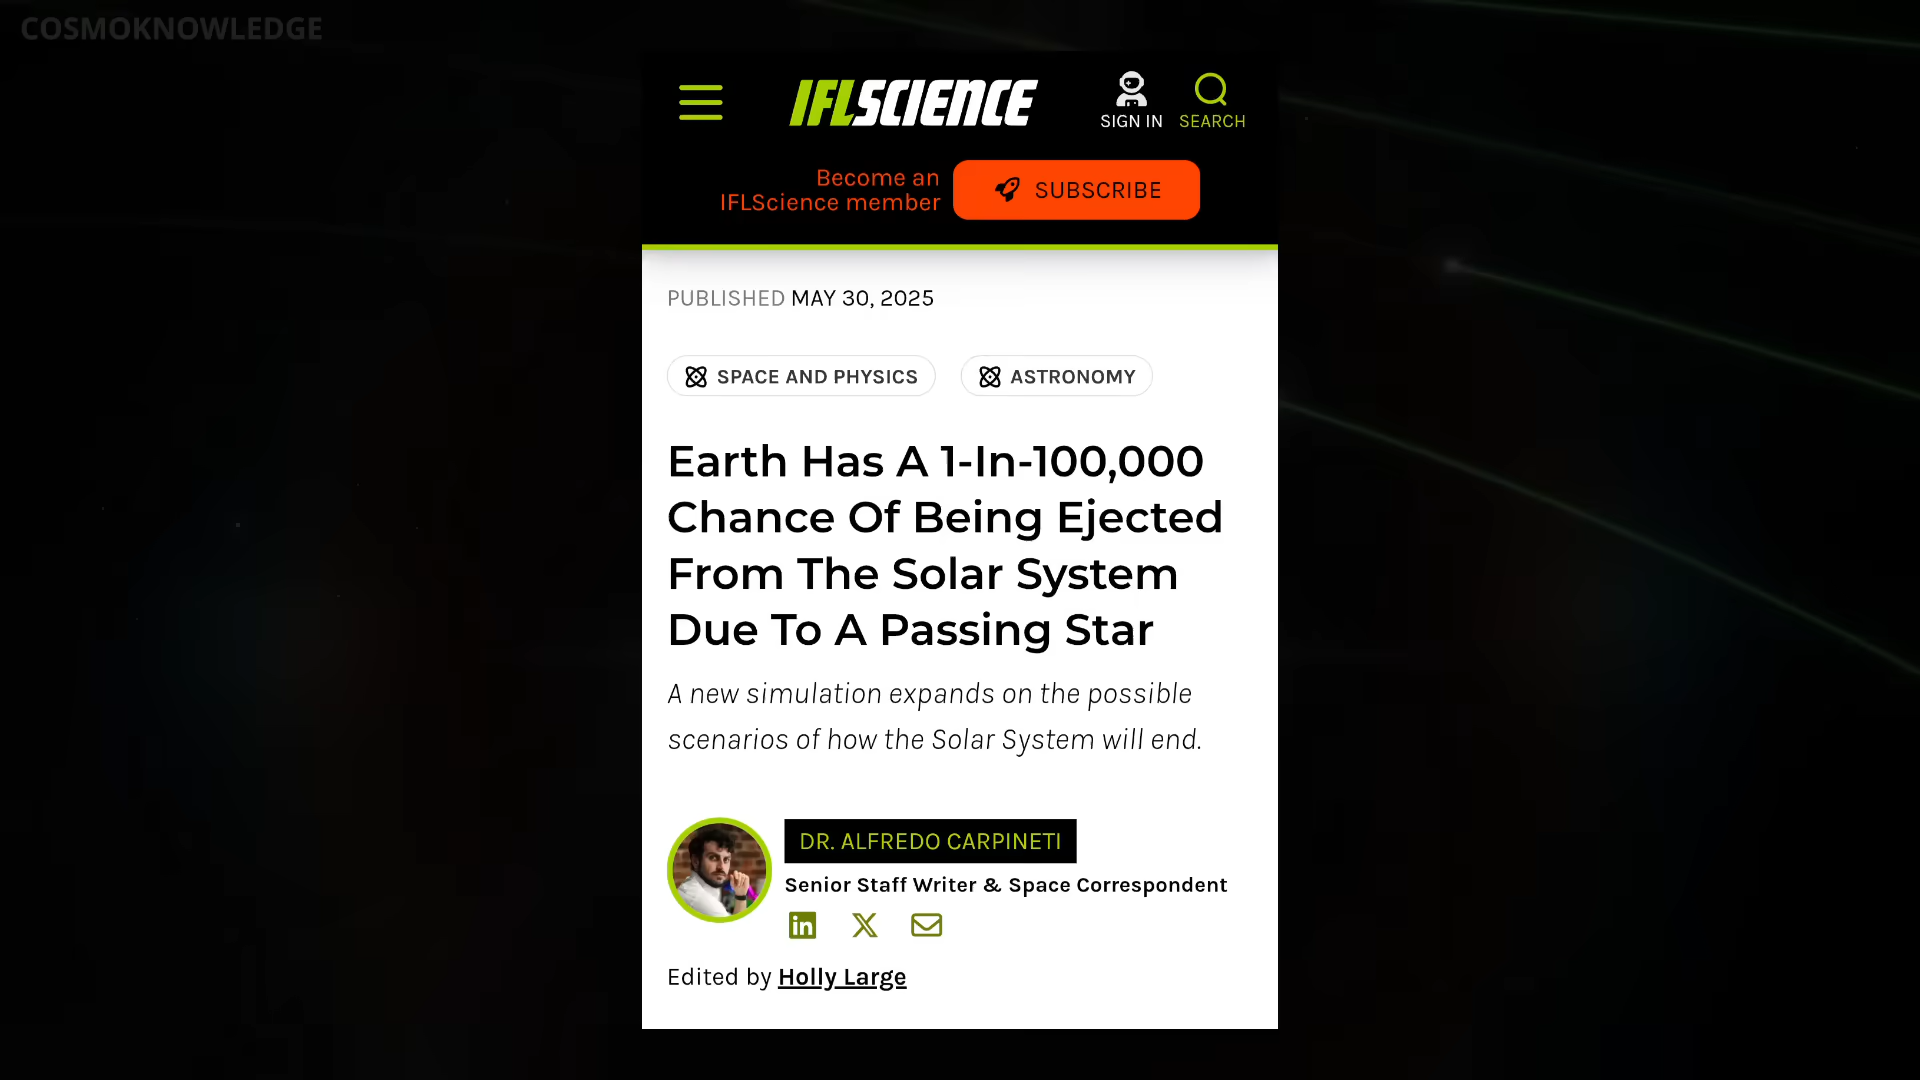 COSMOKNOWLEDGE
IFLSCIENCE
SIGN IN
SEARCH
Become an
IFLScience member
SUBSCRIBE
PUBLISHED MAY 30, 2025
SPACE AND PHYSICS
ASTRONOMY
Earth Has A 1-In-100,000
Chance Of Being Ejected
From The Solar System
Due To A Passing Star
A new simulation expands on the possible
scenarios of how the Solar System will end.
DR. ALFREDO CARPINETI
Senior Staff Writer & Space Correspondent
in
X
Edited by Holly Large